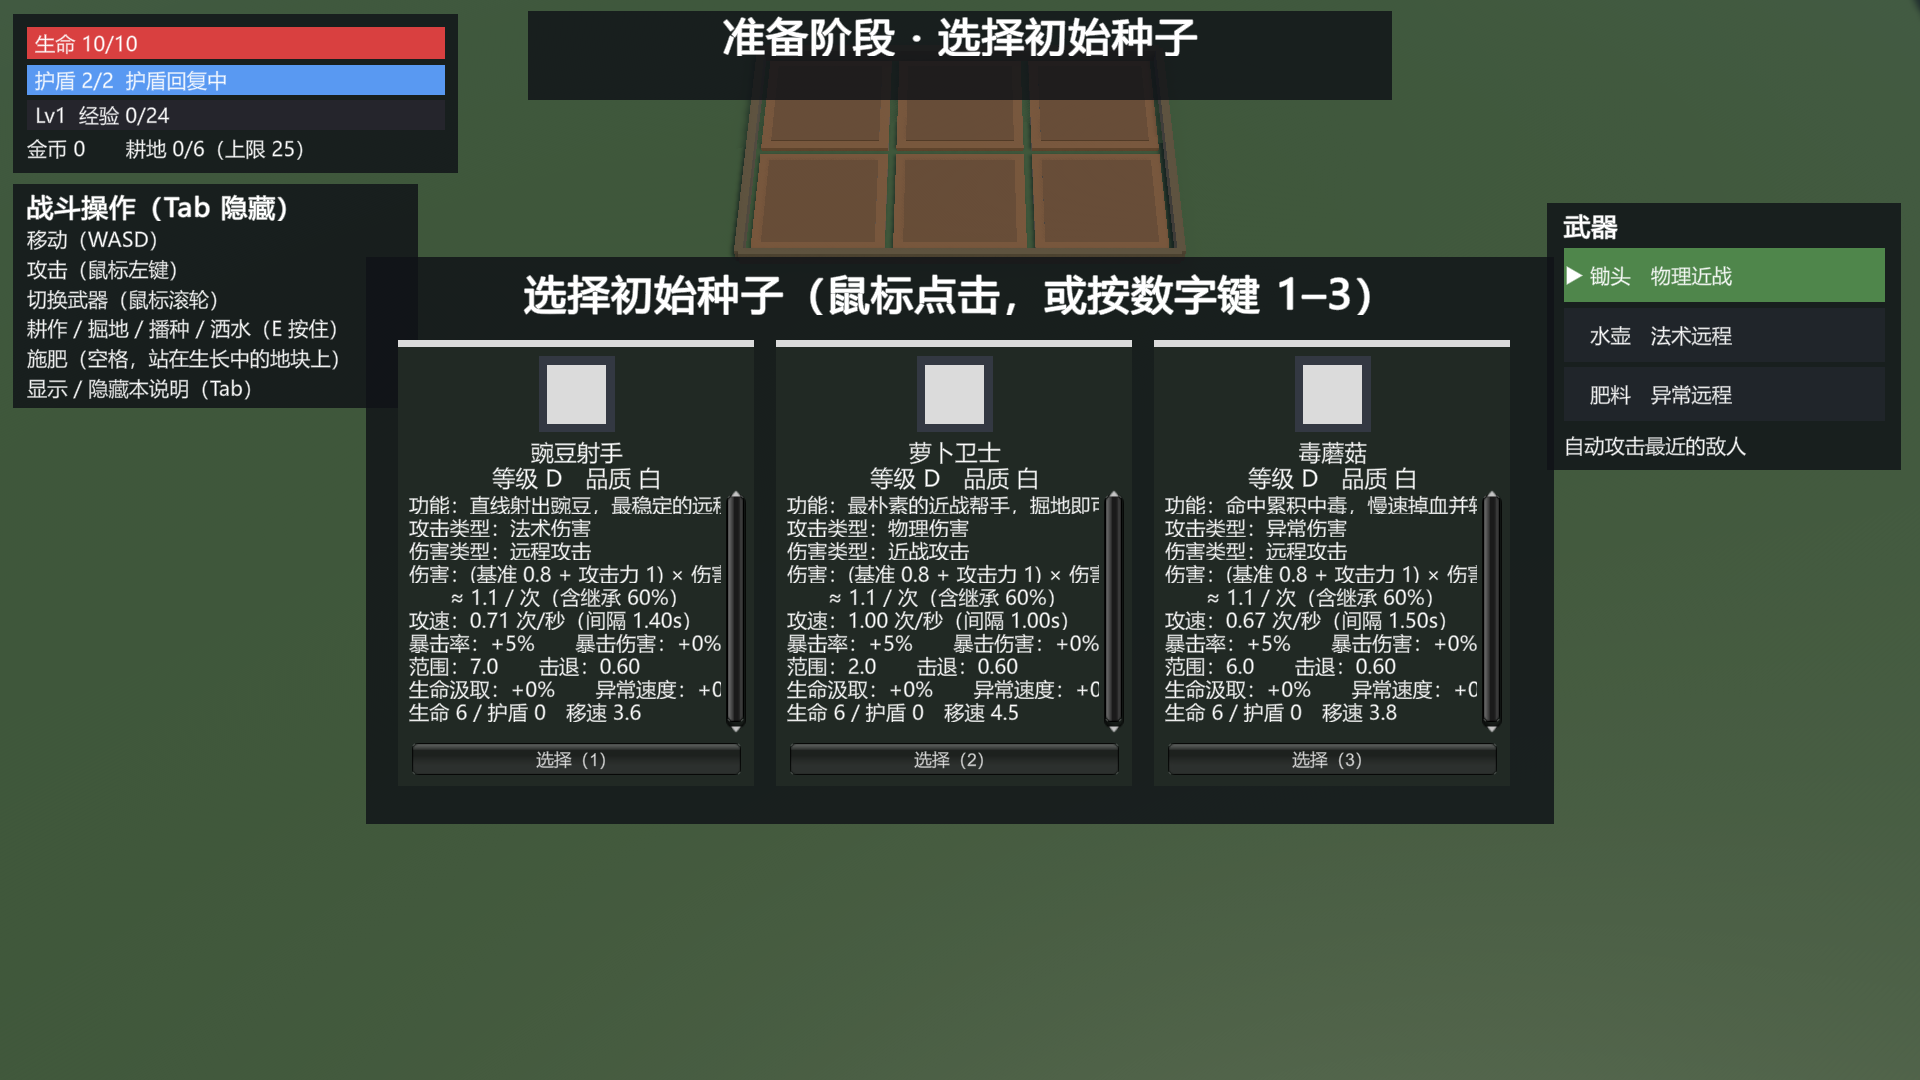 生命 10/10
护盾 2/2 护盾回复中
Lv1 经验 0/24
金币 0 耕地 0/6（上限 25）
准备阶段 · 选择初始种子
战斗操作（Tab 隐藏）
移动（WASD）
攻击（鼠标左键）
切换武器（鼠标滚轮）
耕作 / 掘地 / 播种 / 洒水（E 按住）
施肥（空格，站在生长中的地块上）
显示 / 隐藏本说明（Tab）
选择初始种子（鼠标点击，或按数字键 1–3）
豌豆射手
等级 D 品质 白
功能：直线射出豌豆，最稳定的远程
攻击类型：法术伤害
伤害类型：远程攻击
伤害：(基准 0.8 + 攻击力 1) × 伤害
≈ 1.1 / 次（含继承 60%）
攻速：0.71 次/秒（间隔 1.40s）
暴击率：+5% 暴击伤害：+0%
范围：7.0 击退：0.60
生命汲取：+0% 异常速度：+0
生命 6 / 护盾 0 移速 3.6
选择（1）
萝卜卫士
等级 D 品质 白
功能：最朴素的近战帮手，掘地即可
攻击类型：物理伤害
伤害类型：近战攻击
伤害：(基准 0.8 + 攻击力 1) × 伤害
≈ 1.1 / 次（含继承 60%）
攻速：1.00 次/秒（间隔 1.00s）
暴击率：+5% 暴击伤害：+0%
范围：2.0 击退：0.60
生命汲取：+0% 异常速度：+0
生命 6 / 护盾 0 移速 4.5
选择（2）
毒蘑菇
等级 D 品质 白
功能：命中累积中毒，慢速掉血并
攻击类型：异常伤害
伤害类型：远程攻击
伤害：(基准 0.8 + 攻击力 1) × 伤害
≈ 1.1 / 次（含继承 60%）
攻速：0.67 次/秒（间隔 1.50s）
暴击率：+5% 暴击伤害：+0%
范围：6.0 击退：0.60
生命汲取：+0% 异常速度：+0
生命 6 / 护盾 0 移速 3.8
选择（3）
武器
▶ 锄头 物理近战
水壶 法术远程
肥料 异常远程
自动攻击最近的敌人